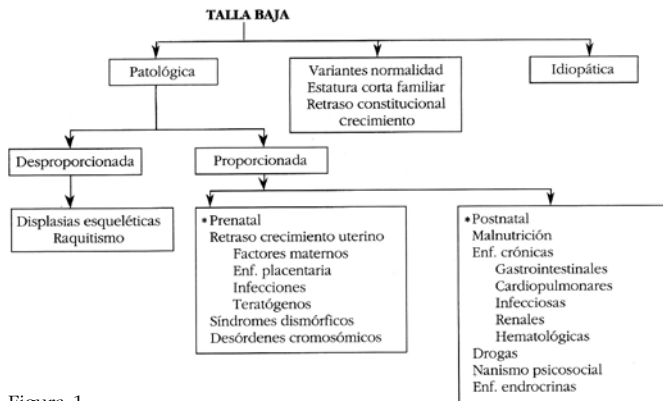 TALLA BAJA
Patológica
Variantes normalidad
Estatura corta familiar
Retraso constitucional
crecimiento
Idiopática
Desproporcionada
Proporcionada
Displasias esqueléticas
Raquitismo
*Prenatal
Retraso crecimiento uterino
Factores maternos
Enf. placentaria
Infecciones
Teratógenos
Síndromes dismórficos
Desórdenes cromosómicos
*Postnatal
Malnutrición
Enf. crónicas
Gastrointestinales
Cardiopulmonares
Infecciosas
Renales
Hematológicas
Drogas
Nanismo psicosocial
Enf. endocrinas
Figura 1